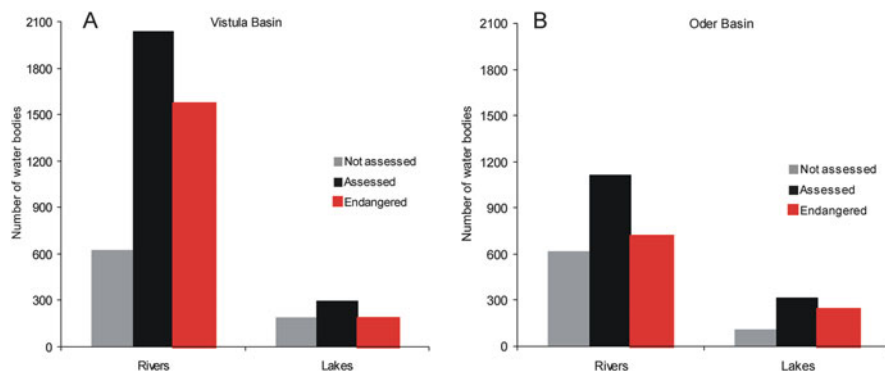 A
Vistula Basin
2100
1800
1500
1200
900
600
300
0
Number of water bodies
Not assessed
Assessed
Endangered
Rivers
Lakes
B
Oder Basin
2100
1800
1500
1200
900
600
300
0
Number of water bodies
Not assessed
Assessed
Endangered
Rivers
Lakes